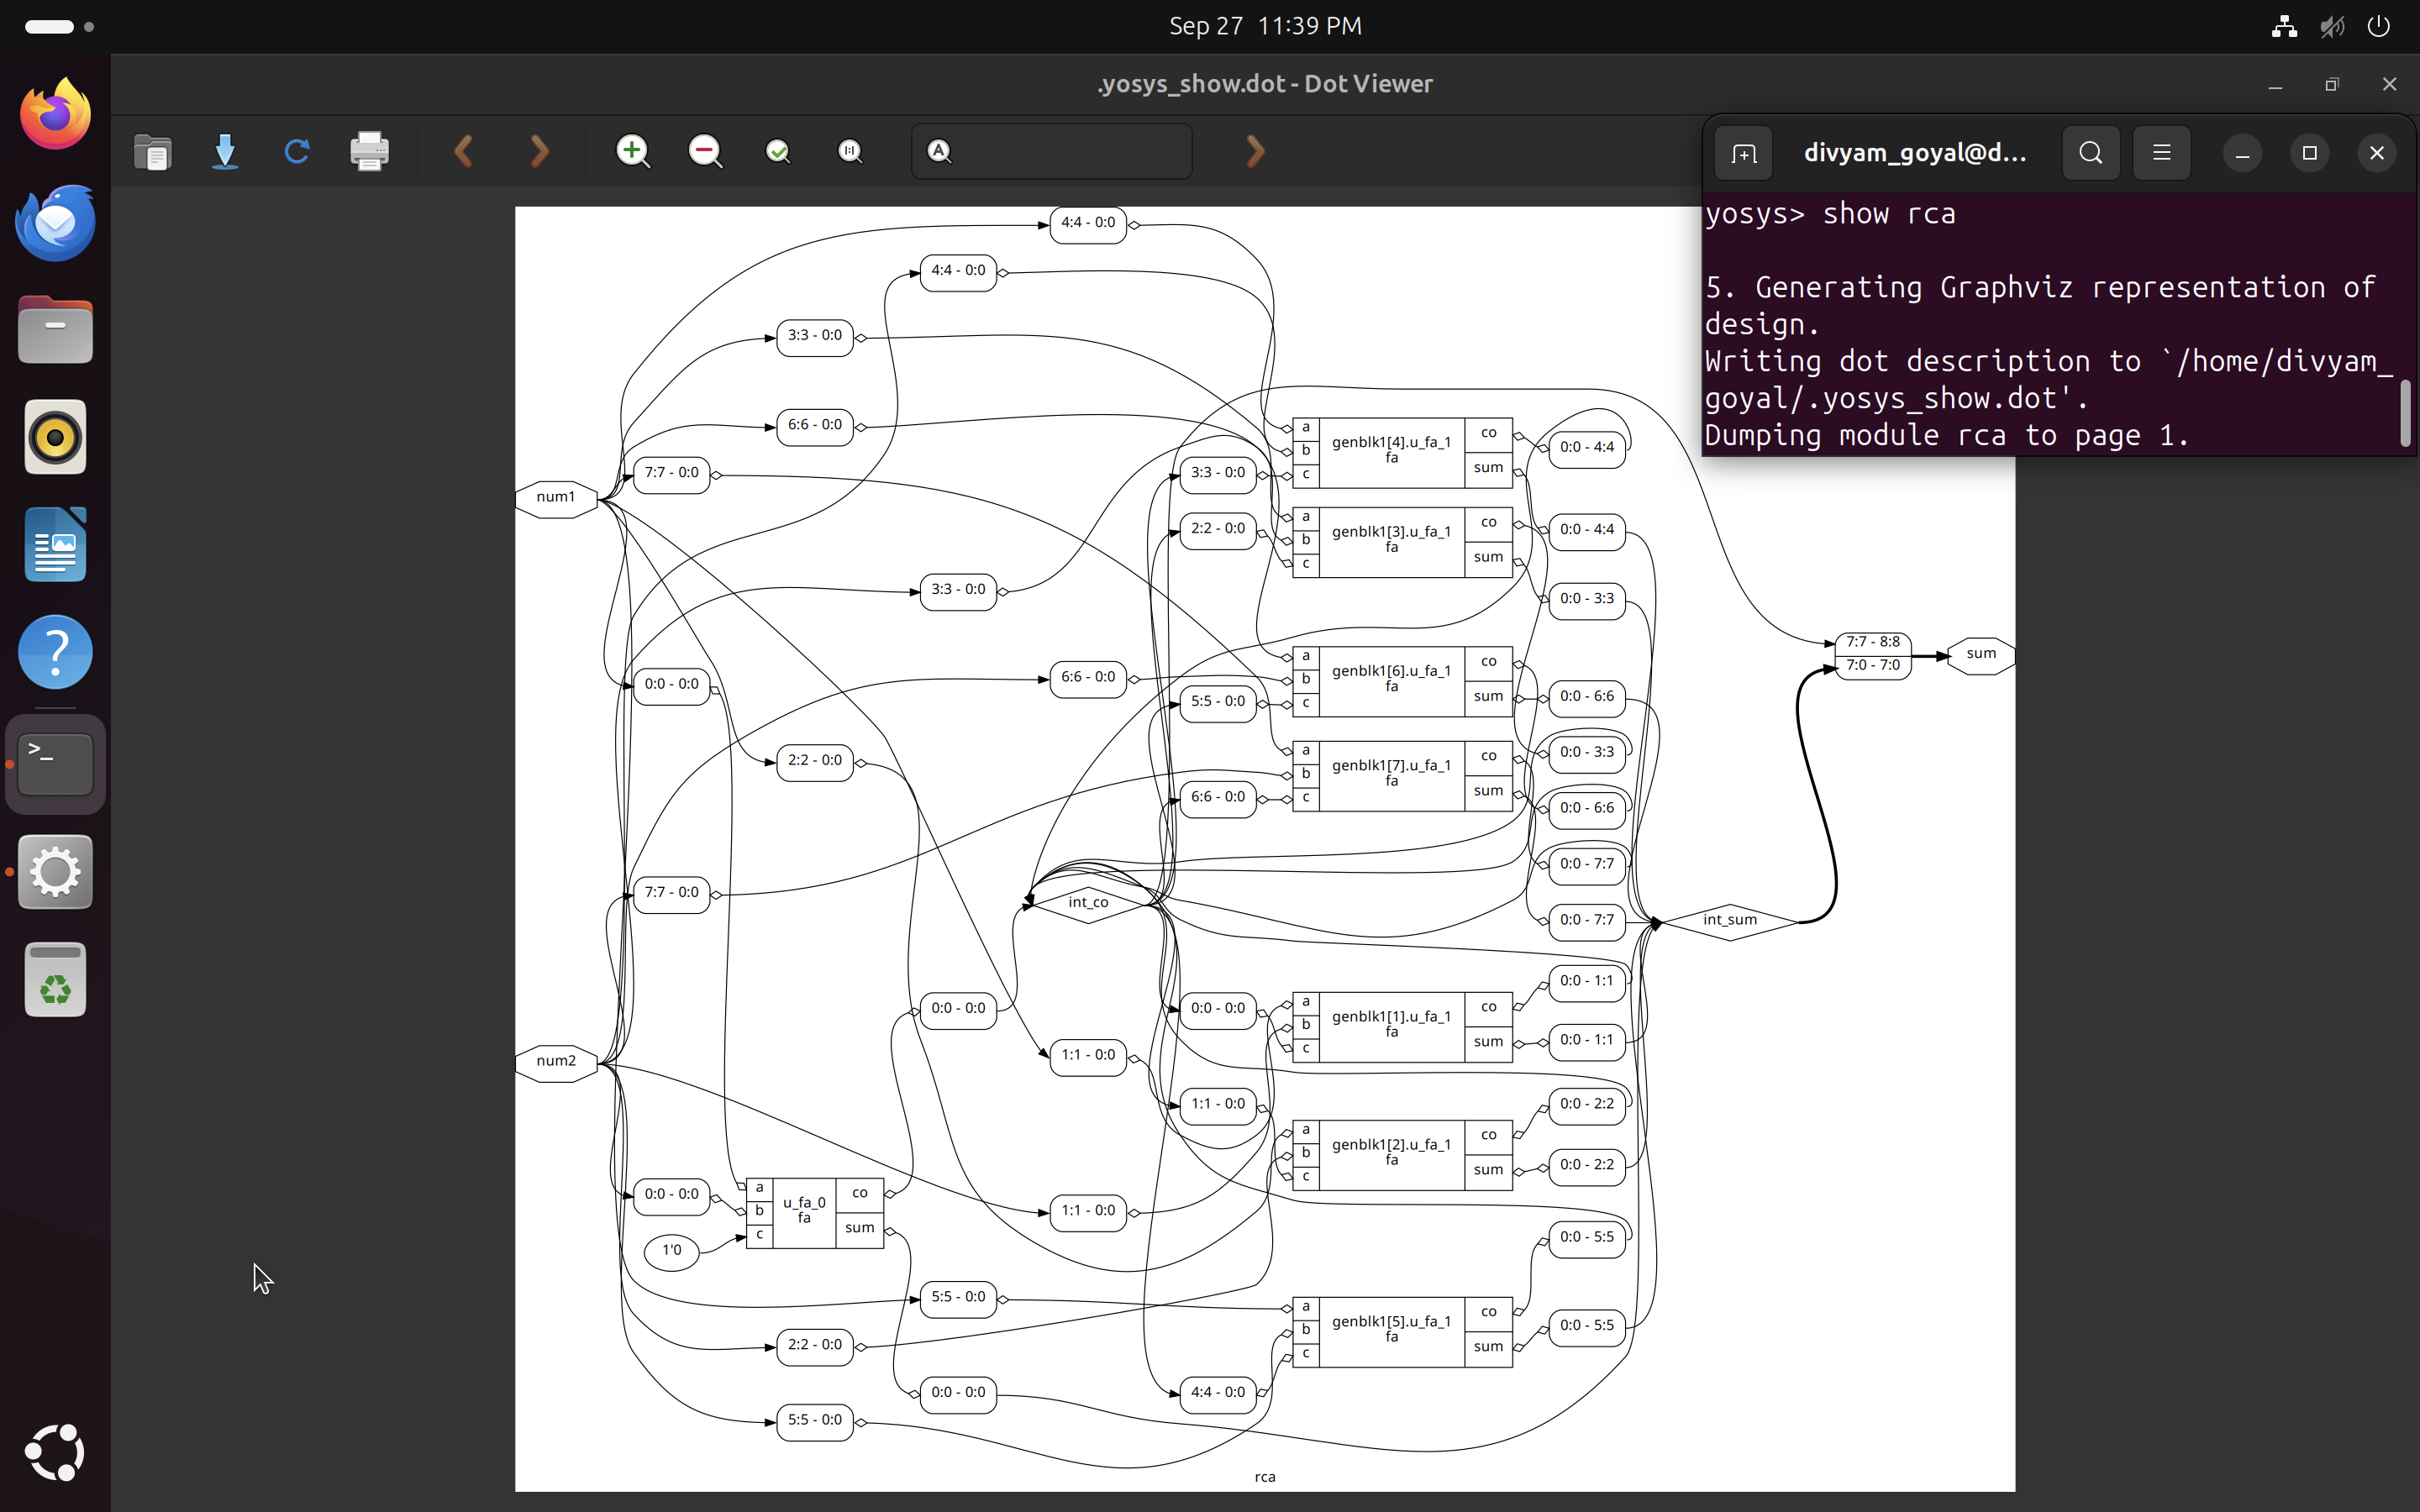 Sep 27 11:39 PM
.yosys_show.dot - Dot Viewer
divyam_goyal@d...
yosys> show rca
5. Generating Graphviz representation of
design.
Writing dot description to `/home/divyam_
goyal/.yosys_show.dot'.
Dumping module rca to page 1.
4:4 - 0:0
4:4 - 0:0
3:3 - 0:0
6:6 - 0:0
7:7 - 0:0
num1
3:3 - 0:0
a
b
c
genblk1[4].u_fa_1
fa
co
sum
0:0 - 4:4
2:2 - 0:0
a
b
c
genblk1[3].u_fa_1
fa
co
sum
0:0 - 4:4
3:3 - 0:0
0:0 - 3:3
7:7 - 8:8
7:0 - 7:0
sum
0:0 - 0:0
6:6 - 0:0
5:5 - 0:0
a
b
c
genblk1[6].u_fa_1
fa
co
sum
0:0 - 6:6
2:2 - 0:0
0:0 - 3:3
6:6 - 0:0
a
b
c
genblk1[7].u_fa_1
fa
co
sum
0:0 - 6:6
0:0 - 7:7
7:7 - 0:0
int_co
0:0 - 7:7
int_sum
0:0 - 0:0
0:0 - 0:0
a
b
c
genblk1[1].u_fa_1
fa
co
sum
0:0 - 1:1
0:0 - 1:1
num2
1:1 - 0:0
1:1 - 0:0
a
b
c
genblk1[2].u_fa_1
fa
co
sum
0:0 - 2:2
0:0 - 2:2
0:0 - 0:0
1'0
a
b
c
u_fa_0
fa
co
sum
1:1 - 0:0
0:0 - 5:5
5:5 - 0:0
a
b
c
genblk1[5].u_fa_1
fa
co
sum
0:0 - 5:5
2:2 - 0:0
0:0 - 0:0
4:4 - 0:0
5:5 - 0:0
rca